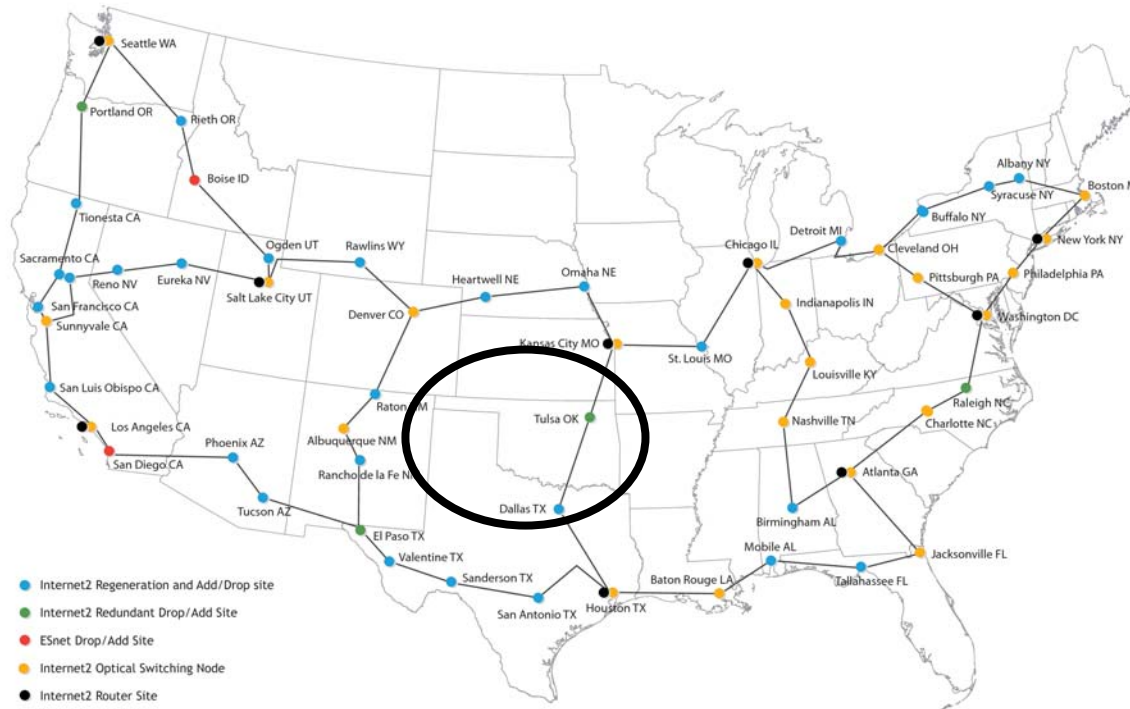 Seattle WA
Portland OR
Rieth OR
Boise ID
Tionesta CA
Sacramento CA
Reno NV
Eureka NV
San Francisco CA
Sunnyvale CA
San Luis Obispo CA
Los Angeles CA
San Diego CA
Ogden UT
Salt Lake City UT
Rawlins WY
Denver CO
Heartwell NE
Omaha NE
Kansas City MO
St. Louis MO
Raton
Albuquerque NM
Rancho de la Fe
Tulsa OK
Dallas TX
Phoenix AZ
Tucson AZ
El Paso TX
Valentine TX
Sanderson TX
San Antonio TX
Houston TX
Baton Rouge LA
Mobile AL
Tallahassee FL
Jacksonville FL
Birmingham AL
Atlanta GA
Nashville TN
Louisville KY
Indianapolis IN
Chicago IL
Detroit MI
Cleveland OH
Buffalo NY
Syracuse NY
Albany NY
Boston
New York NY
Philadelphia PA
Pittsburgh PA
Washington DC
Raleigh NC
Charlotte NC
Internet2 Regeneration and Add/Drop site
Internet2 Redundant Drop/Add Site
ESnet Drop/Add Site
Internet2 Optical Switching Node
Internet2 Router Site